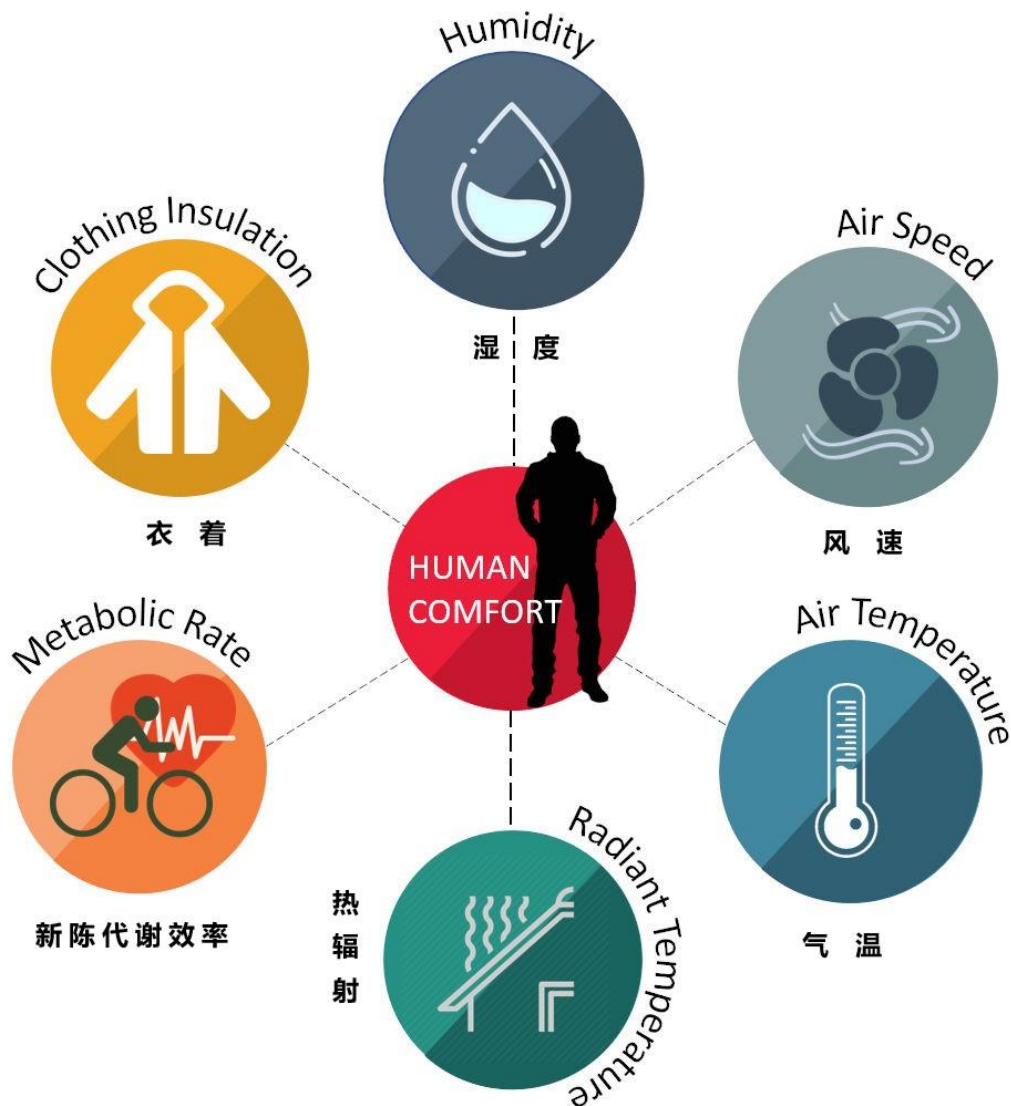 Humidity
湿 度
Clothing Insulation
衣 着
Air Speed
风 速
HUMAN
COMFORT
Metabolic Rate
新陈代谢效率
Air Temperature
气 温
Radiant Temperature
热
辐
射